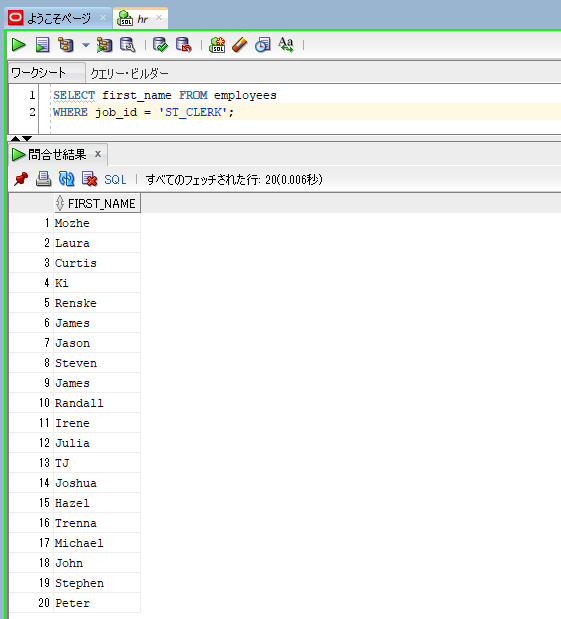 ようこそページ hr
SQL
Aa
ワークシート クエリー・ビルダー
1 SELECT first_name FROM employees
2 WHERE job_id = 'ST_CLERK';
問合せ結果 x
SQL | すべてのフェッチされた行: 20(0.006秒)
FIRST_NAME
1 Mozhe
2 Laura
3 Curtis
4 Ki
5 Renske
6 James
7 Jason
8 Steven
9 James
10 Randall
11 Irene
12 Julia
13 TJ
14 Joshua
15 Hazel
16 Trenna
17 Michael
18 John
19 Stephen
20 Peter